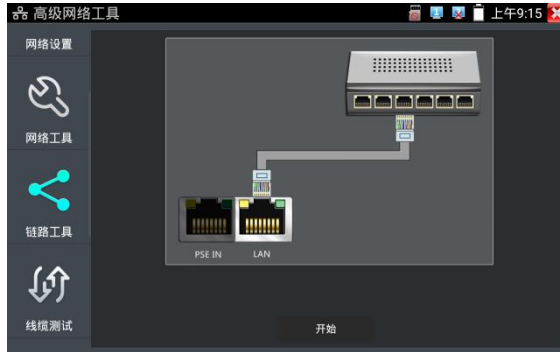 高级网络工具
上午9:15
网络设置
网络工具
链路工具
线缆测试
PSE IN
LAN
开始